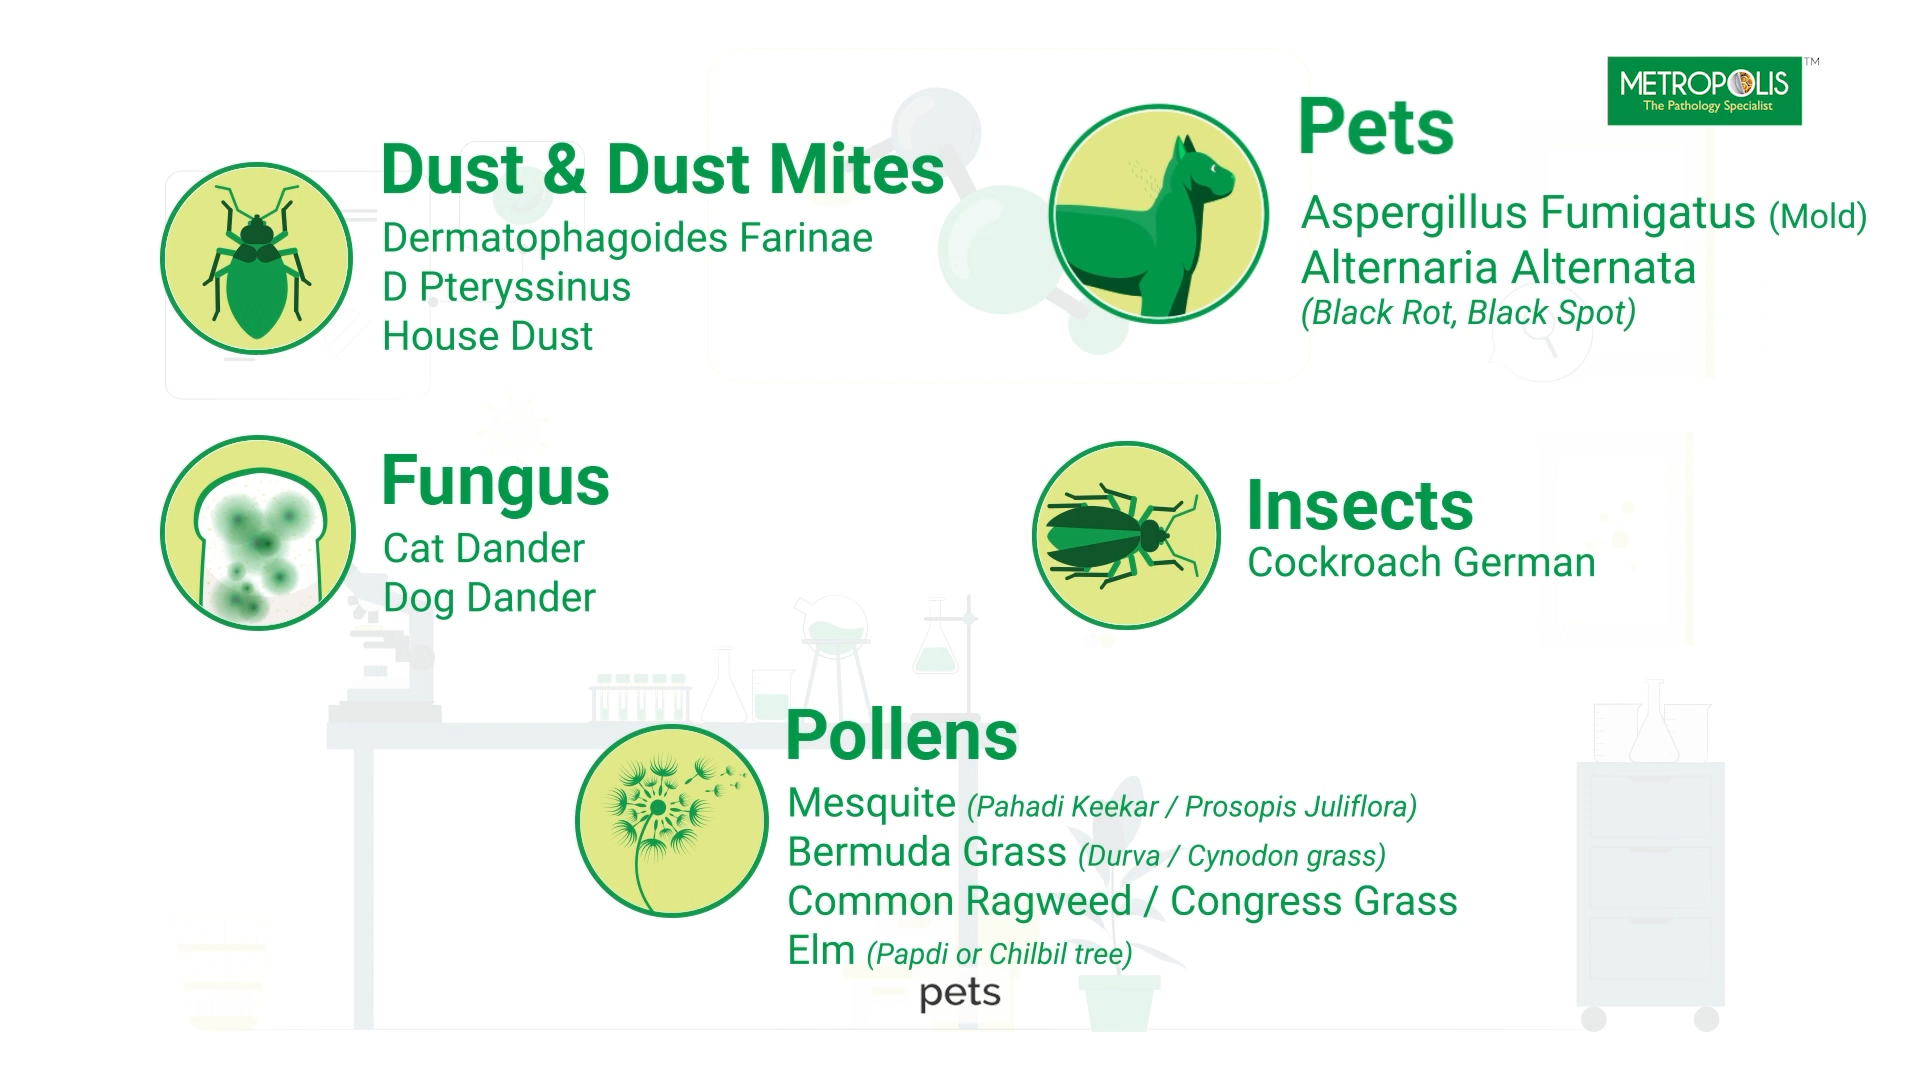 METROPOLIS TM
The Pathology Specialist
Dust & Dust Mites
Dermatophagoides Farinae
D Pteryssinus
House Dust
Pets
Aspergillus Fumigatus (Mold)
Alternaria Alternata
(Black Rot, Black Spot)
Fungus
Cat Dander
Dog Dander
Insects
Cockroach German
Pollens
Mesquite (Pahadi Keekar / Prosopis Juliflora)
Bermuda Grass (Durva / Cynodon grass)
Common Ragweed / Congress Grass
Elm (Papdi or Chilbil tree)
pets